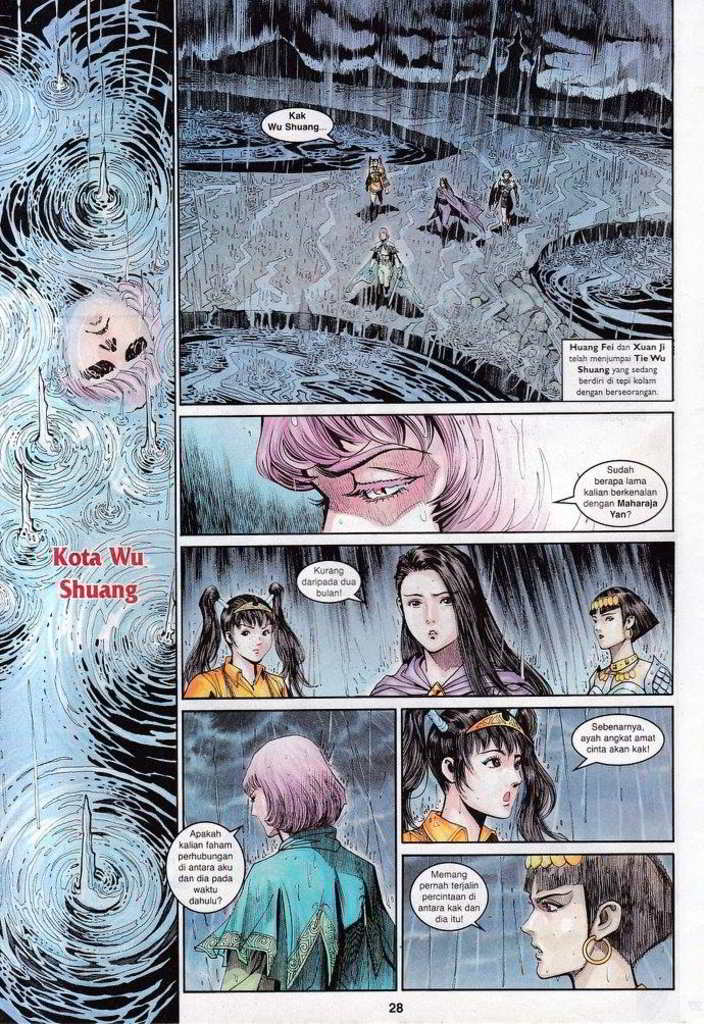 Kak
Wu Shuang...
Huang Fei dan Xuan Ji
telah menjumpai Tie Wu
Shuang yang sedang
berdiri di tepi kolam
dengan berseorangan.
Sudah
berapa lama
kalian berkenalan
dengan Maharaja
Yan?
Kota Wu
Shuang
Kurang
daripada dua
bulan!
Apakah
kalian faham
perhubungan
di antara aku
dan dia pada
waktu
dahulu?
Sebenarnya,
ayah angkat amat
cinta akan kak!
Memang
pernah terjalin
percintaan di
antara kak dan
dia itu!
28